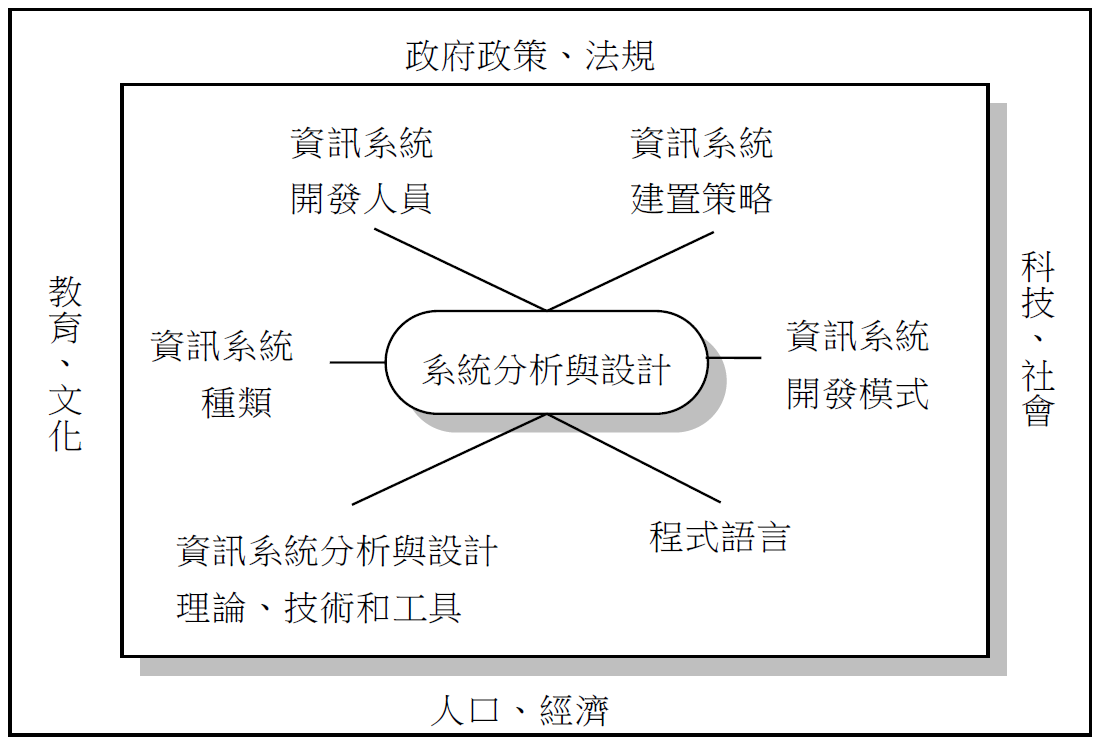 政府政策、法規
資訊系統
開發人員
資訊系統
建置策略
教育、文化
科技、社會
資訊系統
種類
系統分析與設計
資訊系統
開發模式
資訊系統分析與設計
理論、技術和工具
程式語言
人口、經濟